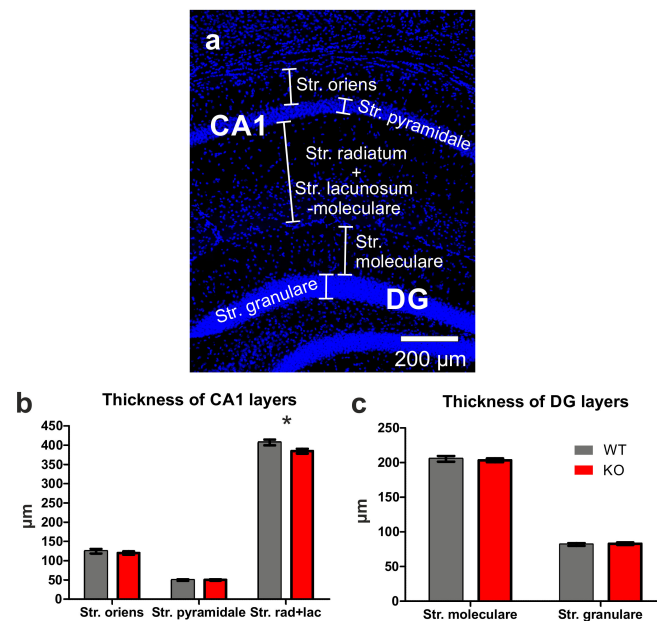 a
Str. oriens
CA1
Str. pyramidale
Str. radiatum
+
Str. lacunosum
-moleculare
Str.
moleculare
Str. granulare
DG
200 µm
b
Thickness of CA1 layers
*
450
400
350
300
250
200
150
100
50
0
µm
Str. oriens
Str. pyramidale
Str. rad+lac
c
Thickness of DG layers
WT
KO
250
200
150
100
50
0
µm
Str. moleculare
Str. granulare